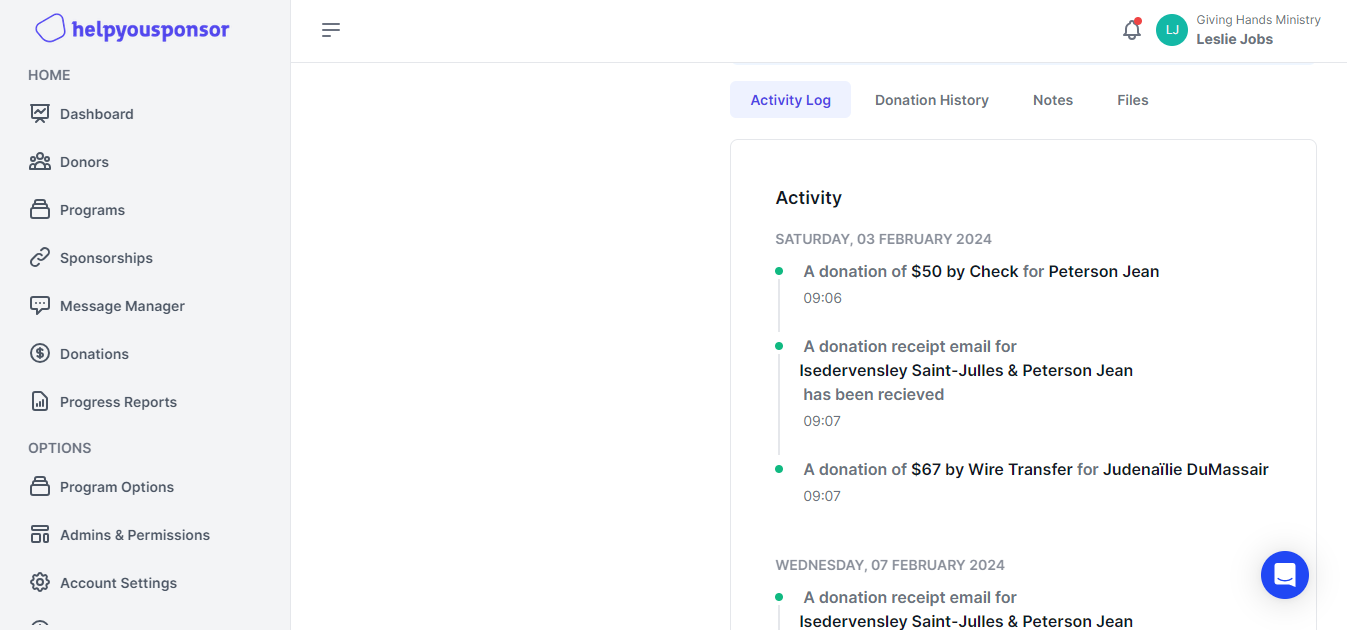 helpyousponsor
HOME
Dashboard
Donors
Programs
Sponsorships
Message Manager
Donations
Progress Reports
OPTIONS
Program Options
Admins & Permissions
Account Settings
Giving Hands Ministry
LJ
Leslie Jobs
Activity Log Donation History Notes Files
Activity
SATURDAY, 03 FEBRUARY 2024
A donation of $50 by Check for Peterson Jean
09:06
A donation receipt email for
Isedervensley Saint-Julles & Peterson Jean
has been recieved
09:07
A donation of $67 by Wire Transfer for Judenaïlie DuMassair
09:07
WEDNESDAY, 07 FEBRUARY 2024
A donation receipt email for
Isedervensley Saint-Julles & Peterson Jean